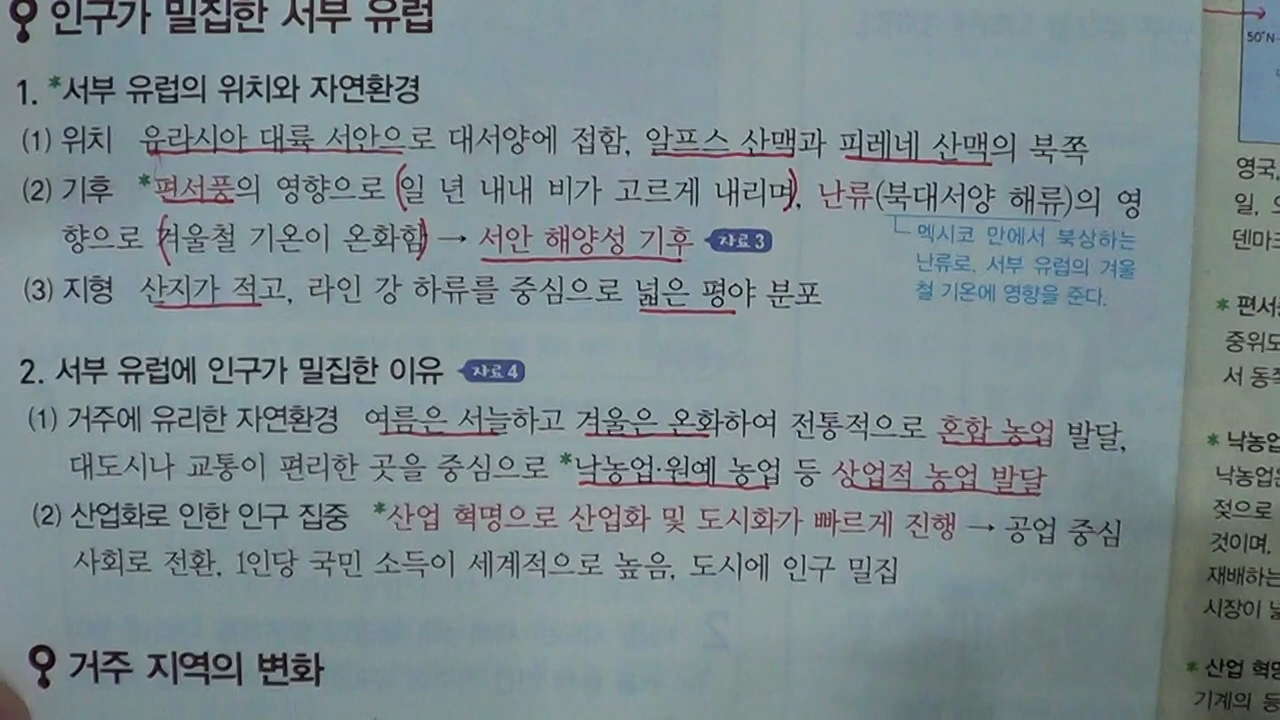 인구가 밀집한 서부 유럽
1. *서부 유럽의 위치와 자연환경
(1) 위치 유라시아 대륙 서안으로 대서양에 접함, 알프스 산맥과 피레네 산맥의 북쪽
(2) 기후 *편서풍의 영향으로 일 년 내내 비가 고르게 내리며, 난류(북대서양 해류)의 영
향으로 겨울철 기온이 온화함 → 서안 해양성 기후 자료3
멕시코 만에서 북상하는
난류로, 서부 유럽의 겨울
철 기온에 영향을 준다.
(3) 지형 산지가 적고, 라인 강 하류를 중심으로 넓은 평야 분포
2. 서부 유럽에 인구가 밀집한 이유 자료4
(1) 거주에 유리한 자연환경 여름은 서늘하고 겨울은 온화하여 전통적으로 혼합 농업 발달,
대도시나 교통이 편리한 곳을 중심으로 *낙농업·원예 농업 등 상업적 농업 발달
(2) 산업화로 인한 인구 집중 *산업 혁명으로 산업화 및 도시화가 빠르게 진행 → 공업 중심
사회로 전환, 1인당 국민 소득이 세계적으로 높음, 도시에 인구 밀집
거주 지역의 변화
50°N
영국,
일,
덴마크
* 편서
중위도
서 동
* 낙농업
낙농업은
젖으로
것이며,
재배하는
시장이
* 산업 혁명
기계의 등